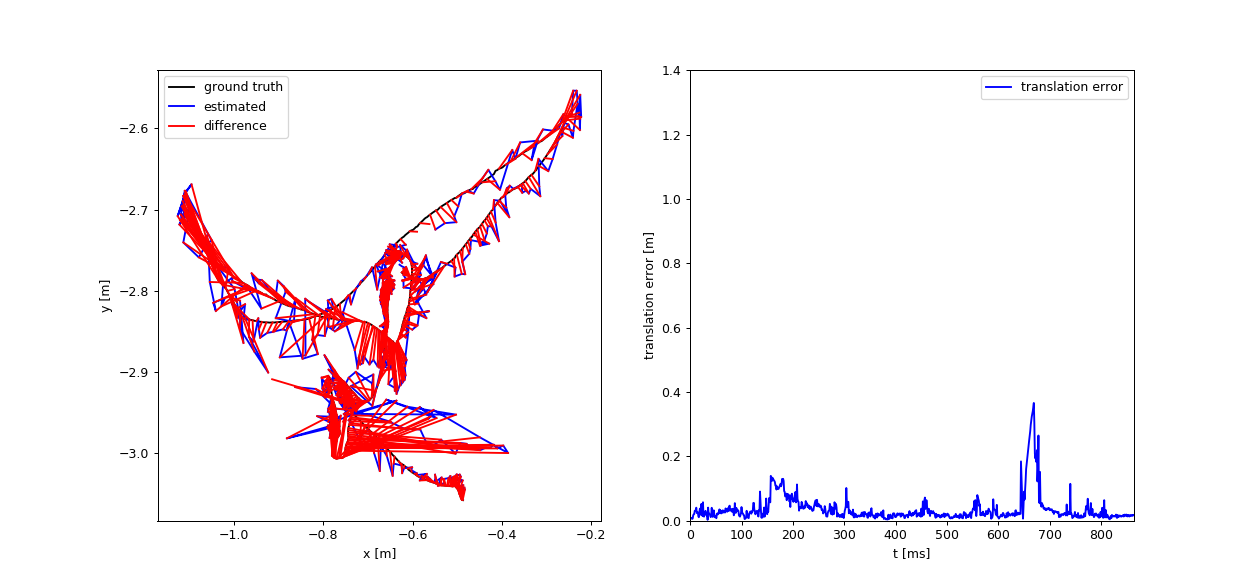 ground truth
estimated
difference
−2.6
−2.7
−2.8
−2.9
−3.0
y [m]
−1.0 −0.8 −0.6 −0.4 −0.2
x [m]
translation error
1.4
1.2
1.0
0.8
0.6
0.4
0.2
0.0
translation error [m]
0 100 200 300 400 500 600 700 800
t [ms]